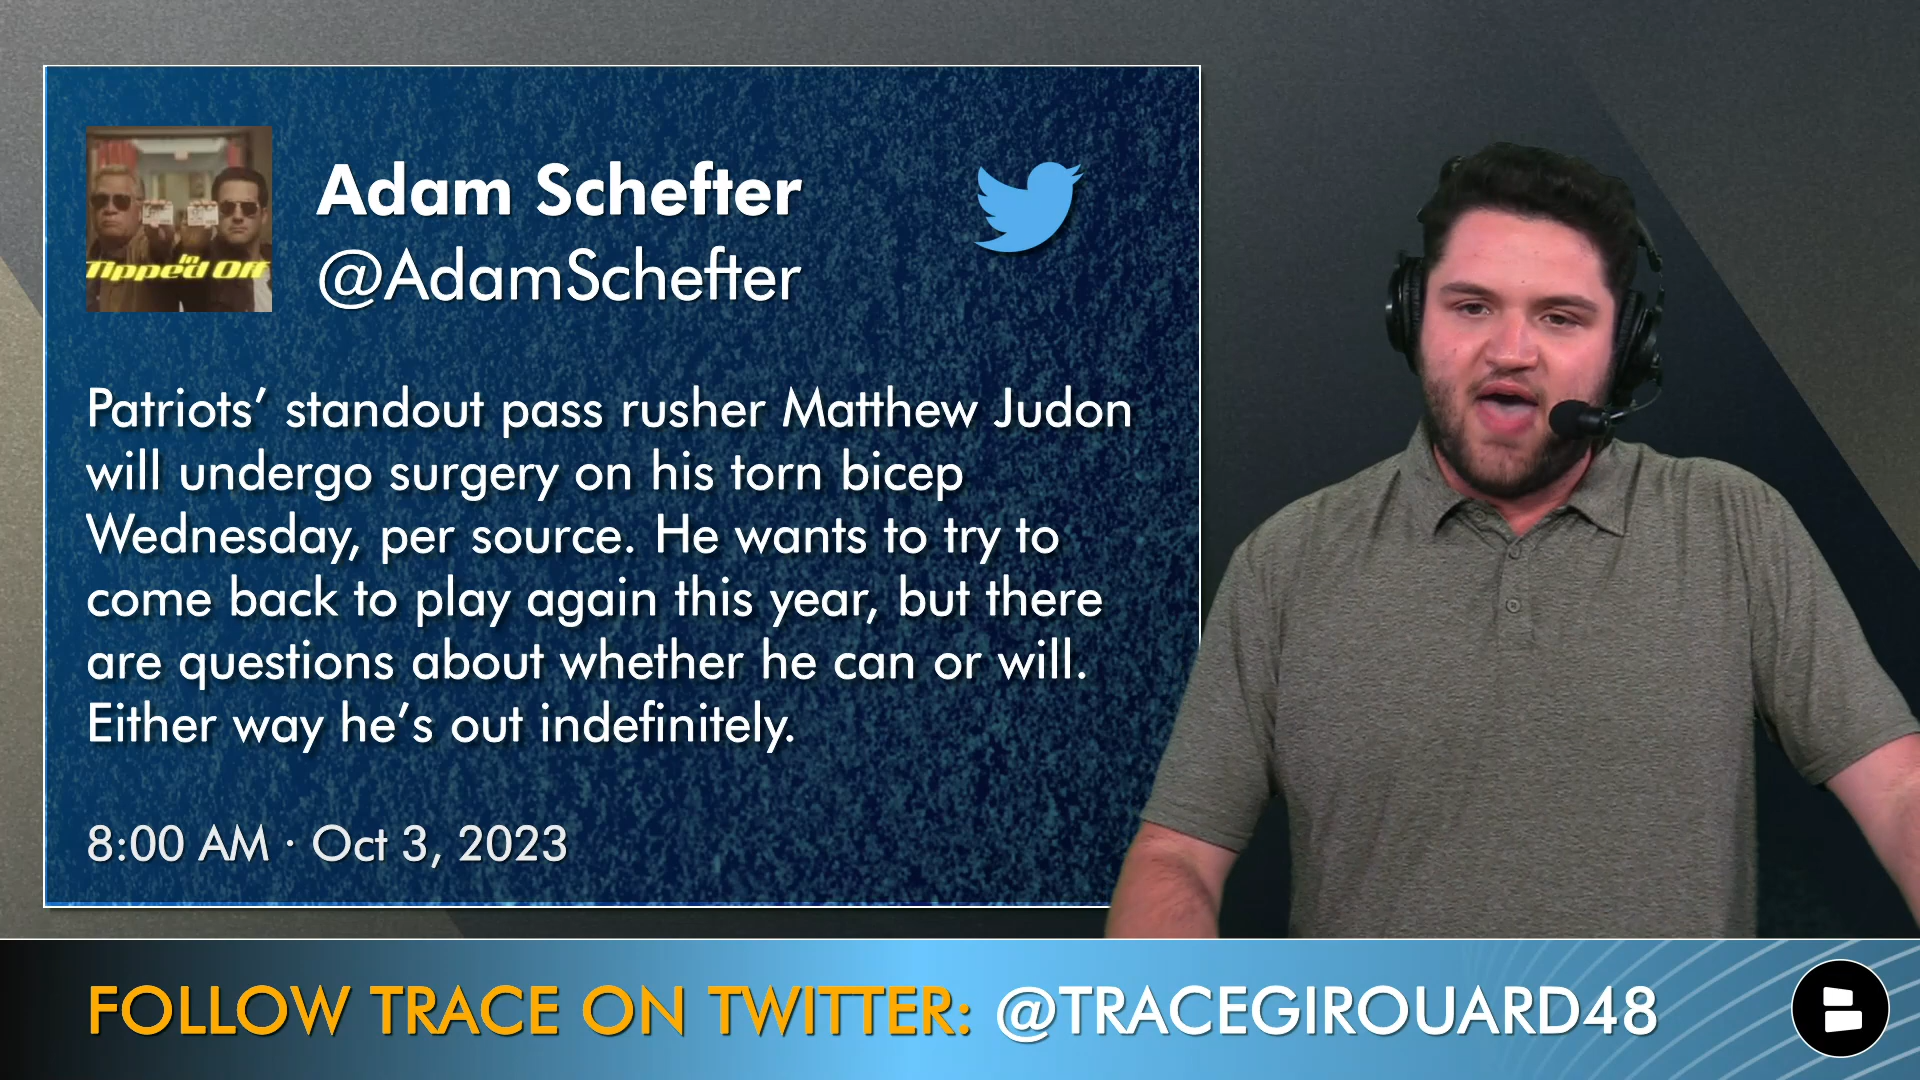 Tipped Off
in
Adam Schefter
@AdamSchefter
Patriots’ standout pass rusher Matthew Judon
will undergo surgery on his torn bicep
Wednesday, per source. He wants to try to
come back to play again this year, but there
are questions about whether he can or will.
Either way he’s out indefinitely.
8:00 AM · Oct 3, 2023
FOLLOW TRACE ON TWITTER: @TRACEGIROUARD48